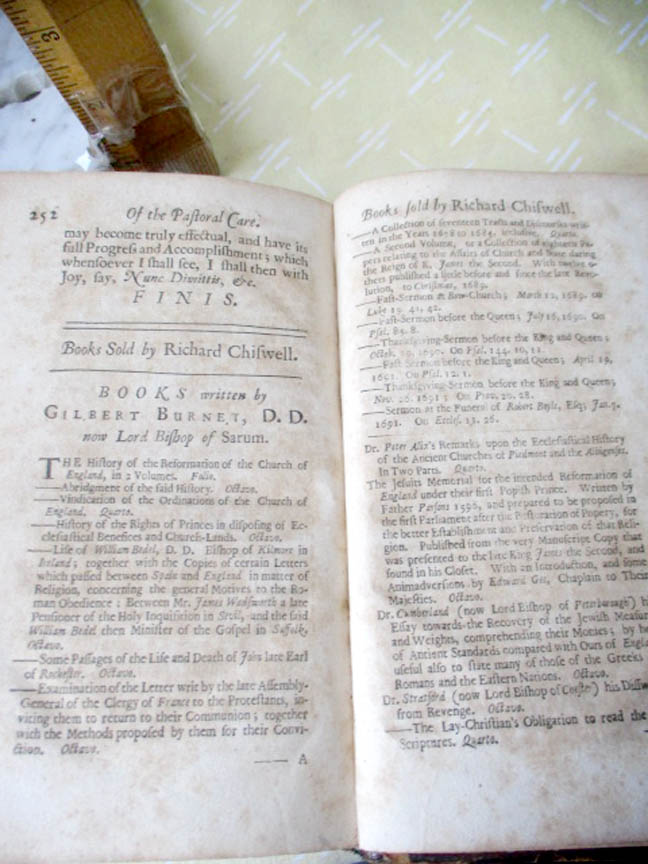 252 Of the Pastoral Care.
may become truly effectual, and have its
full Progreſs and Accompliſhment; which
whensoever I ſhall ſee, I ſhall then with
Joy, ſay, Nunc Dimittis, &c.
FINIS.
Books Sold by Richard Chiſwell.
BOOKS written by
GILBERT BURNET, D. D.
now Lord Biſhop of Sarum.
THE Hiſtory of the Reformation of the Church of
England, in 2 Volumes. Folio.
—Abridgment of the ſaid Hiſtory. Octavo.
—Vindication of the Ordinations of the Church of
England. Quarto.
—Hiſtory of the Rights of Princes in diſpoſing of Ec-
cleſiaſtical Benefices and Church-Lands. Octavo.
—Life of William Bedel, D. D. Biſhop of Kilmore in
Ireland; together with the Copies of certain Letters
which paſſed between Spain and England in matter of
Religion, concerning the general Motives to the Ro-
man Obedience: Between Mr. James Wadſworth a late
Penſioner of the Holy Inquiſition in Sevil, and the ſaid
William Bedel then Miniſter of the Goſpel in Suffolk,
Octavo.
—Some Paſſages of the Life and Death of John late Earl
of Rocheſter. Octavo.
—Examination of the Letter writ by the late Aſſembly-
General of the Clergy of France to the Proteſtants, in-
viting them to return to their Communion; together
with the Methods propoſed by them for their Convi-
ction. Octavo.
—— A
Books ſold by Richard Chiſwell.
—A Collection of ſeventeen Tracts and Diſcourſes writ-
ten in the Years 1678 to 1685. incluſive. Quarto.
—A Second Volume, or a Collection of eighteen Pa-
pers relating to the Affairs of Church and State during
the Reign of K. James the Second. With twelve
them publiſhed a little before and ſince the late Revo-
lution, to Chriſtmas, 1689.
—Faſt-Sermon at Bow-Church; March 12, 1689. on
Luke 19. 41, 42.
—Faſt-Sermon before the Queen; July 16, 1690. On
Pſal. 85. 8.
—Thankſgiving-Sermon before the King and Queen;
Octob. 19. 1690. On Pſal. 144. 10, 11.
—Faſt Sermon before the King and Queen; April 29,
1691. On Pſal. 12. 1.
—Thankſgiving-Sermon before the King and Queen;
Nov. 26. 1691; On Prov. 20. 28.
—Sermon at the Funeral of Robert Boyle, Eſq; Jan. 7.
1691. On Eccleſ. 2. 26.
Dr. Peter Alix's Remarks upon the Eccleſiaſtical Hiſtory
of the Ancient Churches of Piedmont and the Albigenſes.
In Two Parts. Quarto.
The Jeſuits Memorial for the intended Reformation of
England under their firſt Popiſh Prince. Written by
Father Parſons 1596, and prepared to be propoſed in
the firſt Parliament after the Reſtoration of Popery, for
the better Eſtabliſhment and Preſervation of that Reli-
gion. Publiſhed from the very Manuſcript Copy that
was preſented to the late King James the Second, and
found in his Cloſet. With an Introduction, and ſome
Animadverſions by Edward Gee, Chaplain to Their
Majeſties. Octavo.
Dr. Cumberland (now Lord Biſhop of Peterborough) hi
Eſſay towards the Recovery of the Jewiſh Meaſur
and Weights, comprehending their Monies; by he
of Antient Standards compared with Ours of Engla
uſeful alſo to ſtate many of thoſe of the Greeks
Romans and the Eaſtern Nations. Octavo.
Dr. Stratford (now Lord Biſhop of Cheſter) his Diſſwa
from Revenge. Octavo.
—The Lay-Chriſtian's Obligation to read the
Scriptures. Quarto.